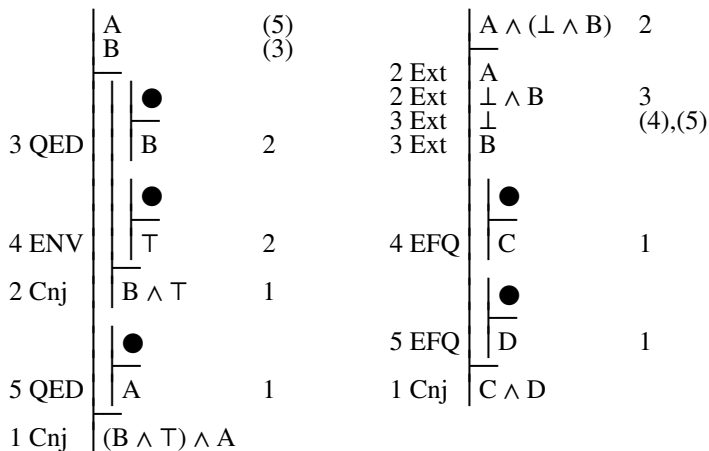 A (5)
B (3)
●
3 QED B 2
●
4 ENV ⊤ 2
2 Cnj B ∧ ⊤ 1
●
5 QED A 1
1 Cnj (B ∧ ⊤) ∧ A
A ∧ (⊥ ∧ B) 2
2 Ext A
2 Ext ⊥ ∧ B 3
3 Ext ⊥ (4),(5)
3 Ext B
●
4 EFQ C 1
●
5 EFQ D 1
1 Cnj C ∧ D